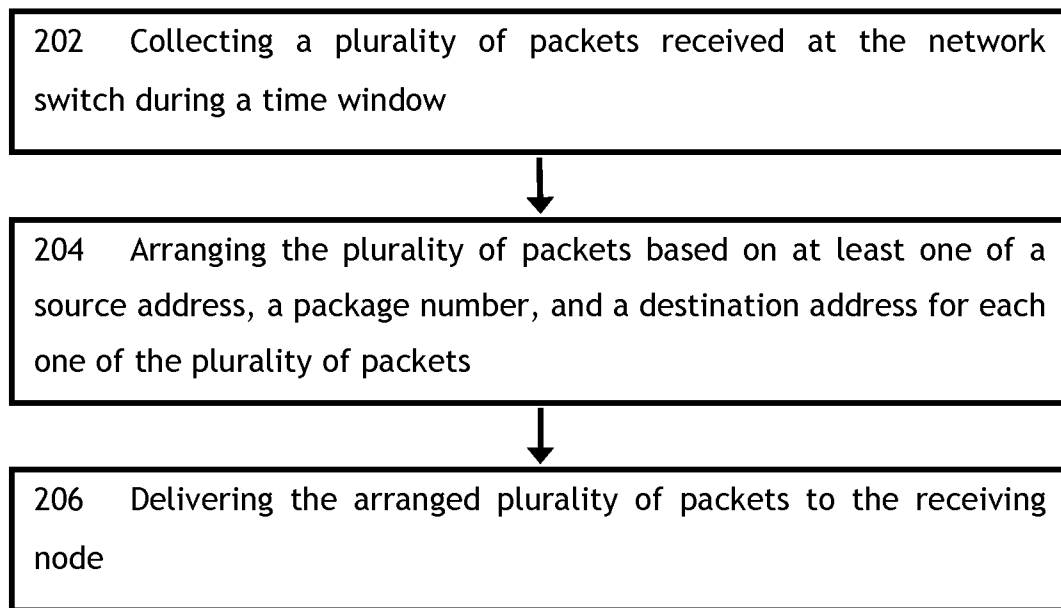 202 Collecting a plurality of packets received at the network
switch during a time window
204 Arranging the plurality of packets based on at least one of a
source address, a package number, and a destination address for each
one of the plurality of packets
206 Delivering the arranged plurality of packets to the receiving
node